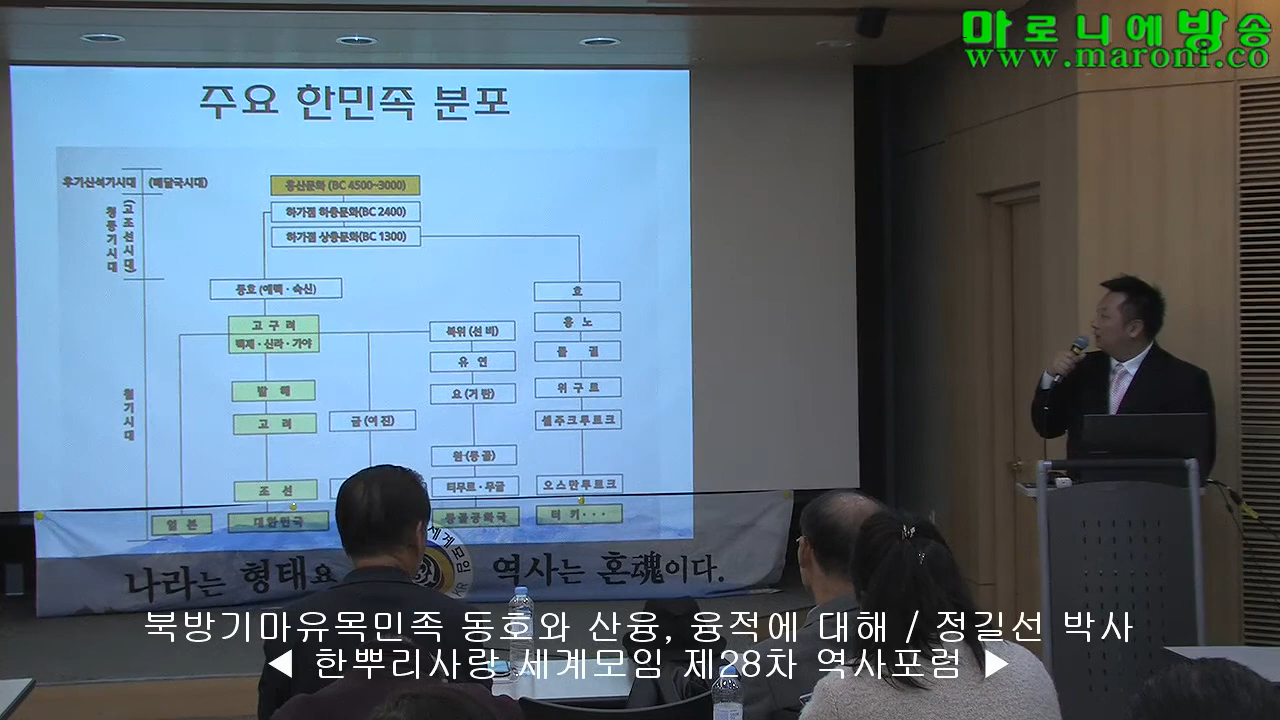 마로니에방송
www.maroni.co
주요 한민족 분포
후기신석기시대 (배달국시대)
홍산문화 (BC 4500~3000)
하가점 하층문화(BC 2400)
하가점 상층문화(BC 1300)
청동기시대
(고조선시대)
동호 (예맥·숙신)
호
고구려
백제·신라·가야
북위 (선비)
흉노
유연
돌궐
발해
요 (거란)
위구르
철기시대
고려
금 (여진)
셀주크투르크
원 (몽골)
조선
티무르·무굴
오스만투르크
일본
대한민국
몽골공화국
터키···
세계모임
나라는 형태요
역사는 혼魂이다.
북방기마유목민족 동호와 산융, 융적에 대해 / 정길선 박사
◀ 한뿌리사랑 세계모임 제28차 역사포럼 ▶